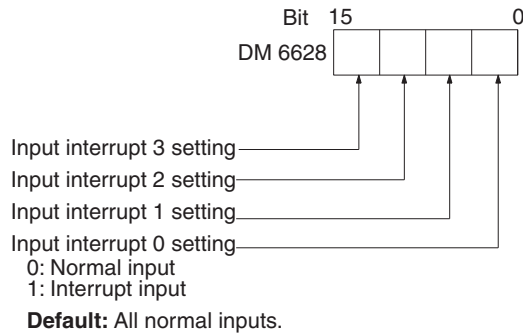 Bit 15 0
DM 6628
Input interrupt 3 setting
Input interrupt 2 setting
Input interrupt 1 setting
Input interrupt 0 setting
0: Normal input
1: Interrupt input
Default: All normal inputs.